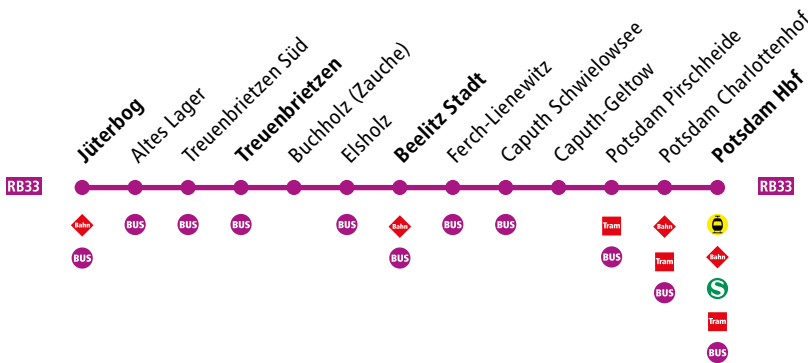 Jüterbog
Altes Lager
Treuenbrietzen Süd
Treuenbrietzen
Buchholz (Zauche)
Elsholz
Beelitz Stadt
Ferch-Lienewitz
Caputh Schwielowsee
Caputh-Geltow
Potsdam Pirschheide
Potsdam Charlottenhof
Potsdam Hbf
RB33
RB33
Bahn
BUS
BUS
BUS
BUS
BUS
Bahn
BUS
BUS
BUS
Tram
BUS
Bahn
Tram
BUS
Bahn
S
Tram
BUS